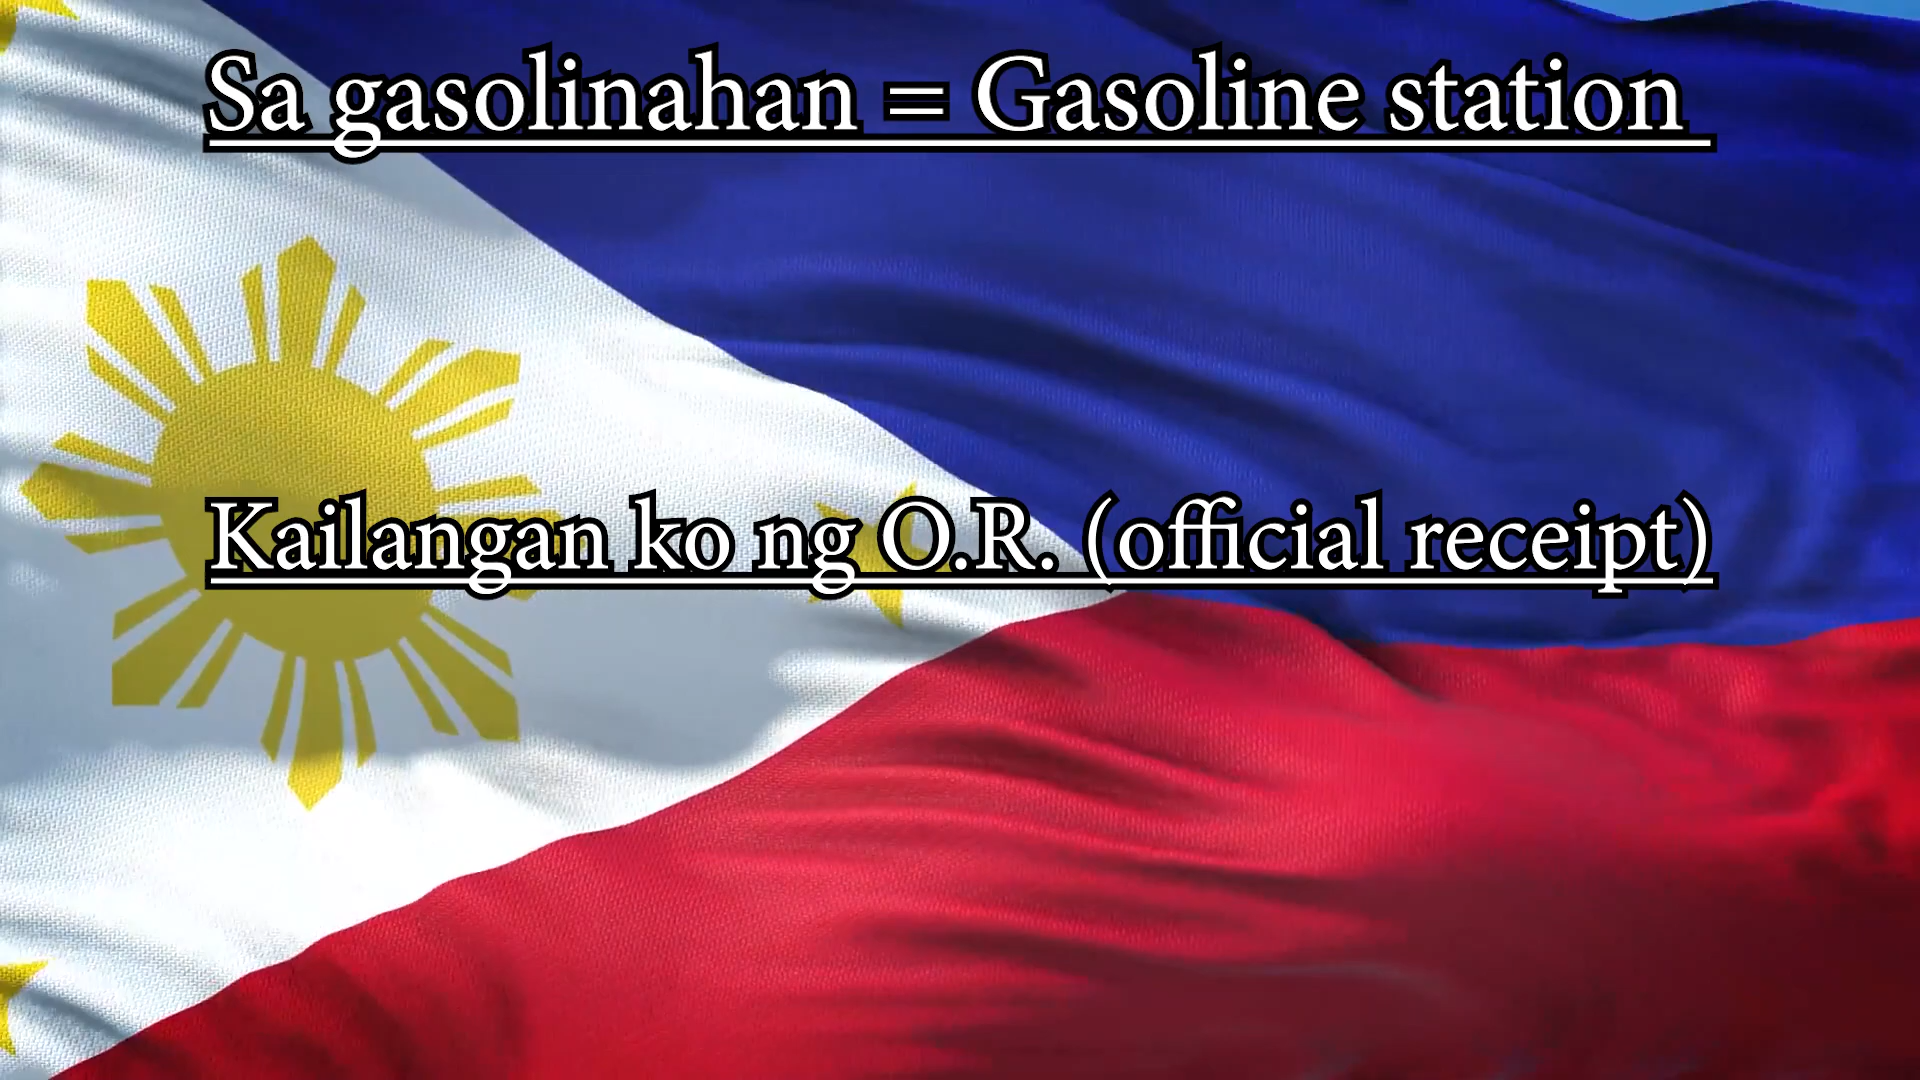 Sa gasolinahan = Gasoline station
Kailangan ko ng O.R. (official receipt)